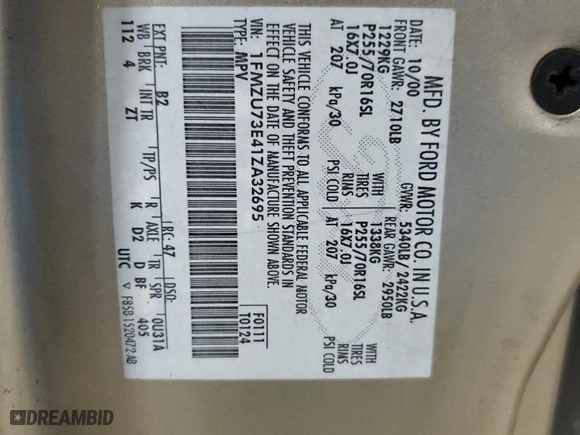 MFD. BY FORD MOTOR CO. IN U.S.A.
10/00 GVWR: 5340LB/ 2422KG
FRONT GAWR: 2710LB REAR GAWR: 2950LB
1229KG WITH 1338KG WITH
P255/70R16SL TIRES P255/70R16SL TIRES
16X7.0J RIMS 16X7.0J RIMS
AT 207 kPa/30 PSI COLD AT 207 kPa/30 PSI COLD
THIS VEHICLE CONFORMS TO ALL APPLICABLE FEDERAL MOTOR
VEHICLE SAFETY AND THEFT PREVENTION STANDARDS IN
EFFECT ON THE DATE OF MANUFACTURE SHOWN ABOVE.
VIN: 1FMZU73E41ZA32695 F0111
MPV T0124
EXT PNT: B2 RC: 47 DSO:
WB BRK INT TR TP/PS R AXLE TR SPR 0U31A
112 4 ZT K D2 D BF 405
UTC ▽ F85B-1520472-AB
DREAMBID